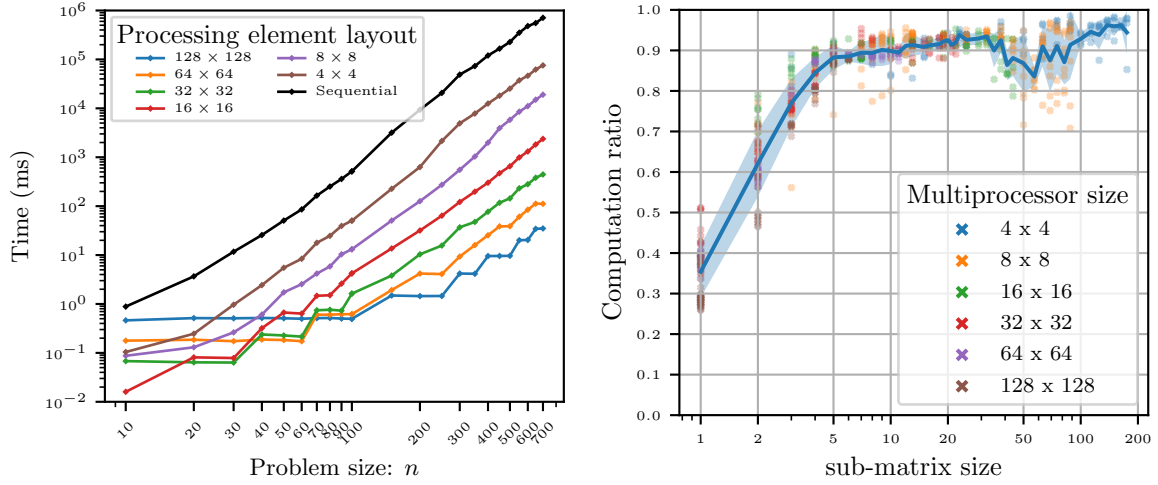 Processing element layout
128 × 128
64 × 64
32 × 32
16 × 16
8 × 8
4 × 4
Sequential
10^6
10^5
10^4
10^3
10^2
10^1
10^0
10^−1
10^−2
Time (ms)
10 20 30 40 50 60 70 80 90 100 200 300 400 500 600 700
Problem size: n
1.0
0.9
0.8
0.7
0.6
0.5
0.4
0.3
0.2
0.1
0.0
Computation ratio
Multiprocessor size
4 x 4
8 x 8
16 x 16
32 x 32
64 x 64
128 x 128
1 2 5 10 20 50 100 200
sub-matrix size